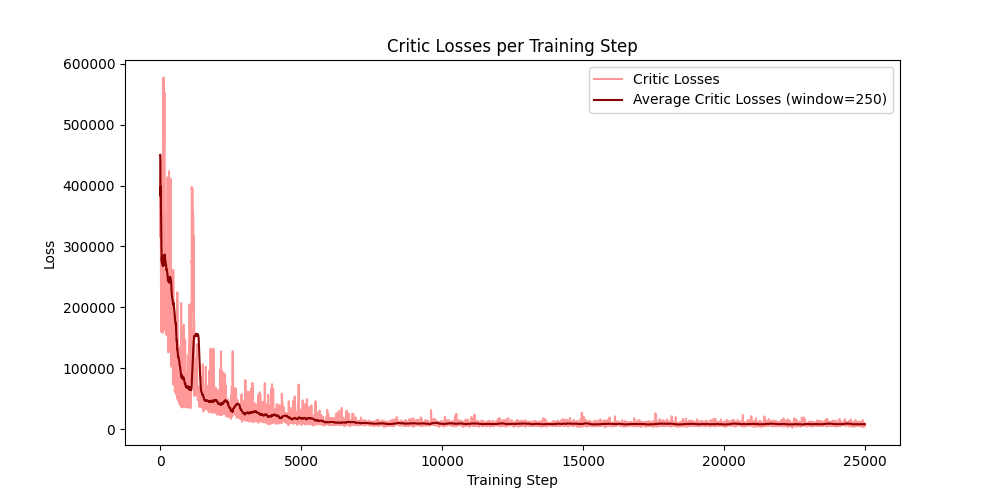 Critic Losses per Training Step
Critic Losses
Average Critic Losses (window=250)
600000
500000
400000
300000
200000
100000
0
Loss
0 5000 10000 15000 20000 25000
Training Step